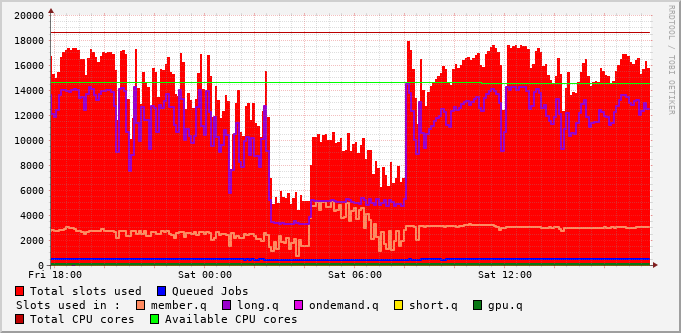 20000
18000
16000
14000
12000
10000
8000
6000
4000
2000
0
Fri 18:00 Sat 00:00 Sat 06:00 Sat 12:00
Total slots used Queued Jobs
Slots used in : member.q long.q ondemand.q short.q gpu.q
Total CPU cores Available CPU cores
RRDTOOL / TOBI OETIKER